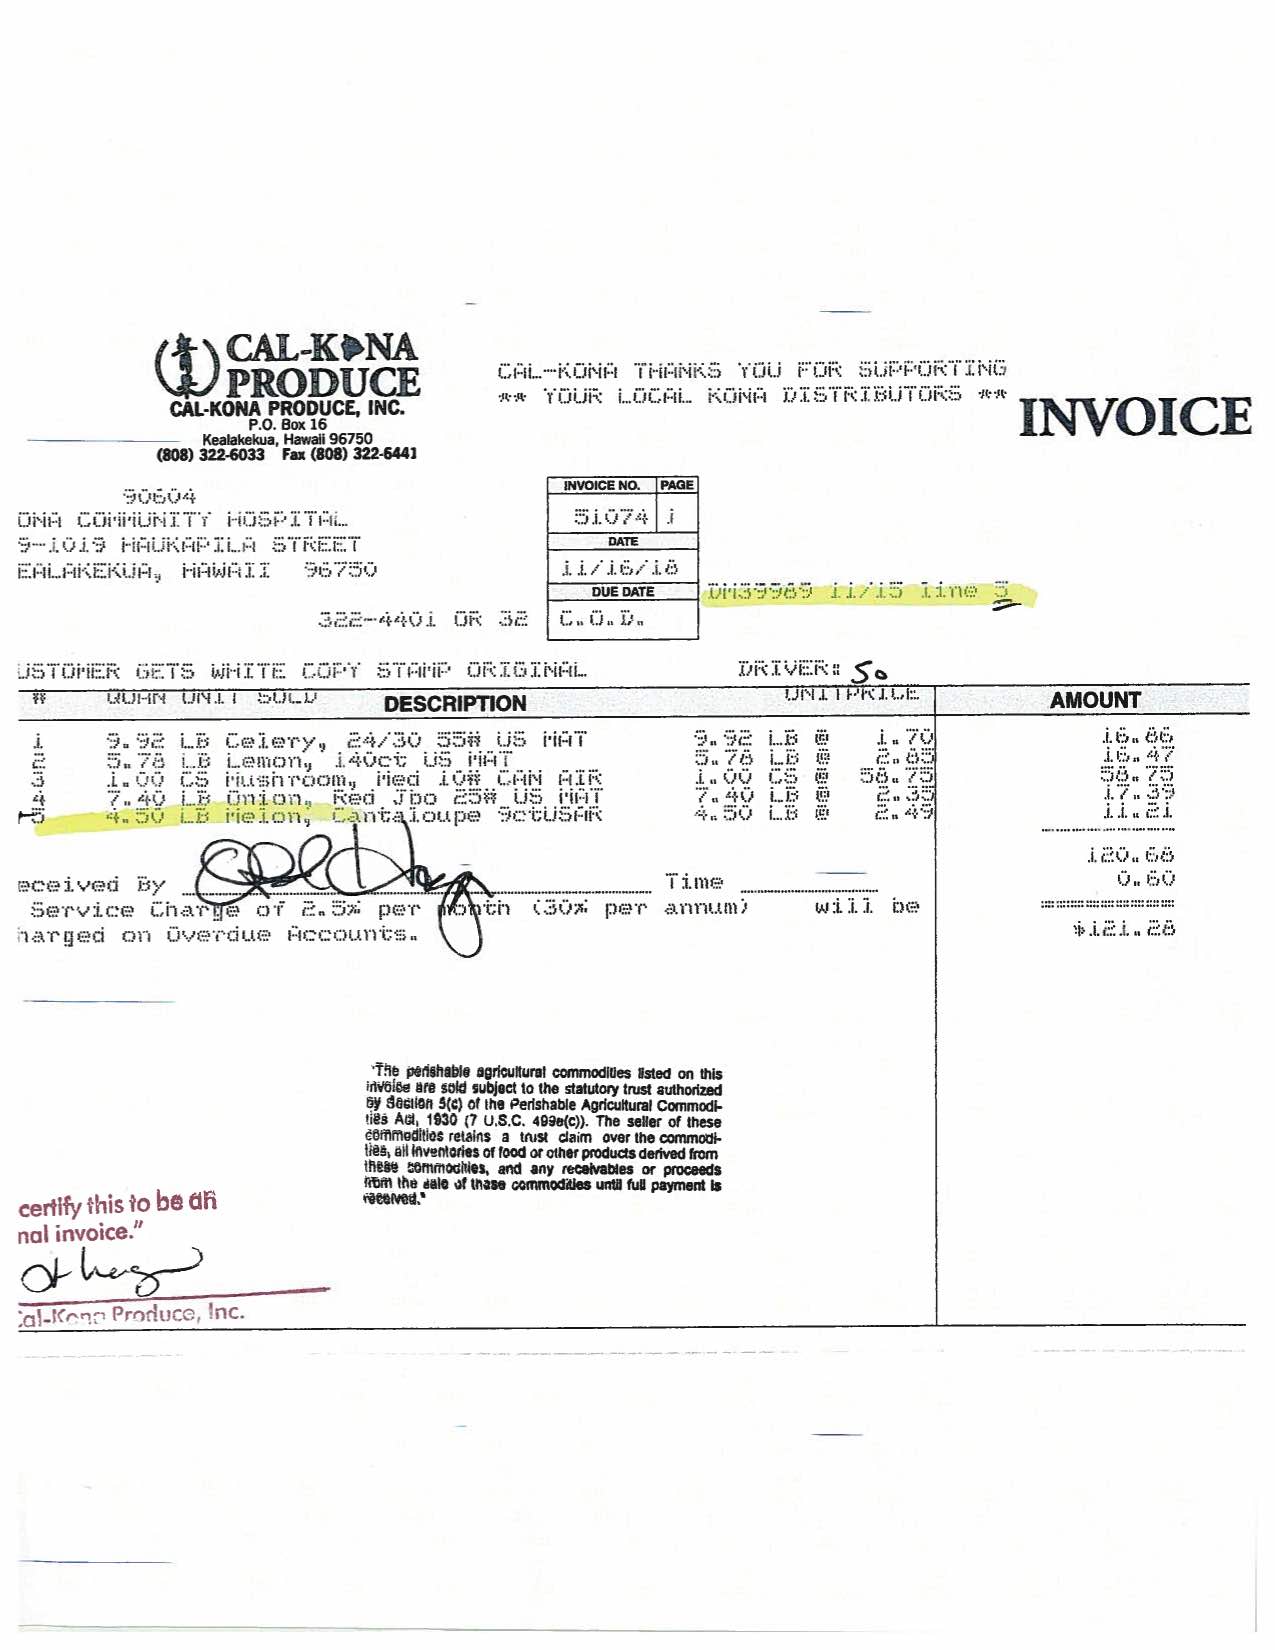 CAL-KONA
PRODUCE
CAL-KONA PRODUCE, INC.
P.O. Box 16
Kealakekua, Hawaii 96750
(808) 322-6033 Fax (808) 322-6441
CAL-KONA THANKS YOU FOR SUPPORTING
** YOUR LOCAL KONA DISTRIBUTORS **
INVOICE
90604
ONA COMMUNITY HOSPITAL
9-1019 HAUKAPILA STREET
EALAKEKUA, HAWAII 96750
322-4401 OR 32
INVOICE NO. PAGE
51074 1
DATE
11/16/18
DUE DATE
C.O.D.
DM39989 11/15 line 3
USTOMER GETS WHITE COPY STAMP ORIGINAL DRIVER: 50
# QUAN UNIT SOLD DESCRIPTION UNITPRICE AMOUNT
1 9.92 LB Celery, 24/30 55# US MAT 9.92 LB @ 1.70 16.86
2 5.78 LB Lemon, 140ct US MAT 5.78 LB @ 2.85 16.47
3 1.00 CS Mushroom, Med 10# CAN AIR 1.00 CS @ 58.75 58.75
4 7.40 LB Onion, Red Jbo 25# US MAT 7.40 LB @ 2.35 17.39
5 4.50 LB Melon, Cantaloupe 9ctUSAK 4.50 LB @ 2.49 11.21
120.68
eceived By Time
0.60
Service Charge of 2.5% per month (30% per annum) will be
harged on Overdue Accounts.
$121.28
"The perishable agricultural commodities listed on this
invoice are sold subject to the statutory trust authorized
by Section 5(c) of the Perishable Agricultural Commodi-
ties Act, 1930 (7 U.S.C. 499e(c)). The seller of these
commodities retains a trust claim over the commodi-
ties, all inventories of food or other products derived from
these commodities, and any receivables or proceeds
from the sale of these commodities until full payment is
received."
certify this to be an
nal invoice."
Cal-Kona Produce, Inc.